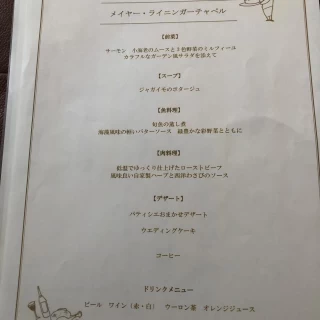 メイヤー・ライニンガーチャペル
【前菜】
サーモン 小海老のムースと3色野菜のミルフィーユ
カラフルなガーデン風サラダを添えて
【スープ】
ジャガイモのポタージュ
【魚料理】
旬魚の蒸し煮
海藻風味の軽いバターソース 緑豊かな彩野菜とともに
【肉料理】
低温でゆっくり仕上げたローストビーフ
風味良い自家製ハーブと西洋わさびのソース
【デザート】
パティシエおまかせデザート
ウエディングケーキ
コーヒー
ドリンクメニュー
ビール ワイン（赤・白） ウーロン茶 オレンジジュース